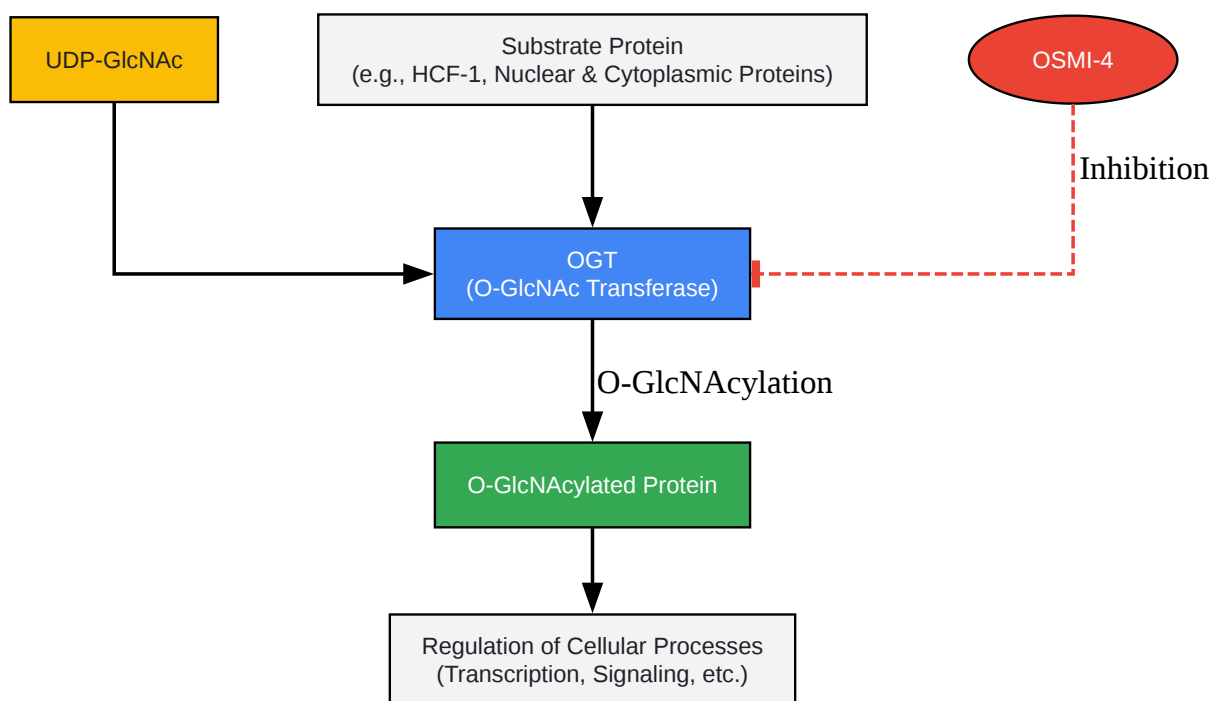 UDP-GlcNAc
Substrate Protein
(e.g., HCF-1, Nuclear & Cytoplasmic Proteins)
OSMI-4
Inhibition
OGT
(O-GlcNAc Transferase)
O-GlcNAcylation
O-GlcNAcylated Protein
Regulation of Cellular Processes
(Transcription, Signaling, etc.)